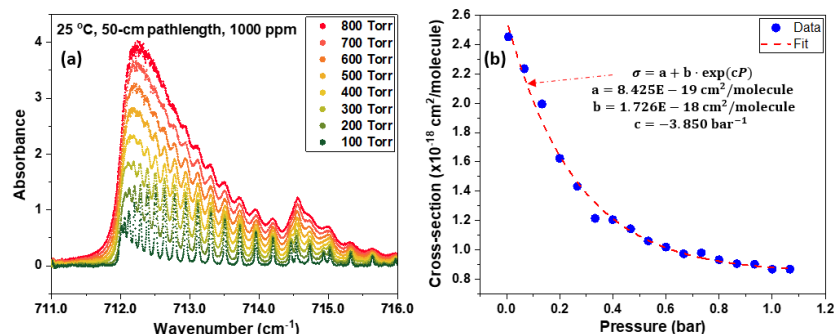 25 °C, 50-cm pathlength, 1000 ppm
(a)
800 Torr
700 Torr
600 Torr
500 Torr
400 Torr
300 Torr
200 Torr
100 Torr
Absorbance
4
3
2
1
0
711.0 712.0 713.0 714.0 715.0 716.0
Wavenumber (cm⁻¹)
(b)
Data
Fit
σ = a + b · exp(cP)
a = 8.425E − 19 cm²/molecule
b = 1.726E − 18 cm²/molecule
c = −3.850 bar⁻¹
Cross-section (x10⁻¹⁸ cm²/molecule)
2.6
2.4
2.2
2.0
1.8
1.6
1.4
1.2
1.0
0.8
0.0 0.2 0.4 0.6 0.8 1.0 1.2
Pressure (bar)